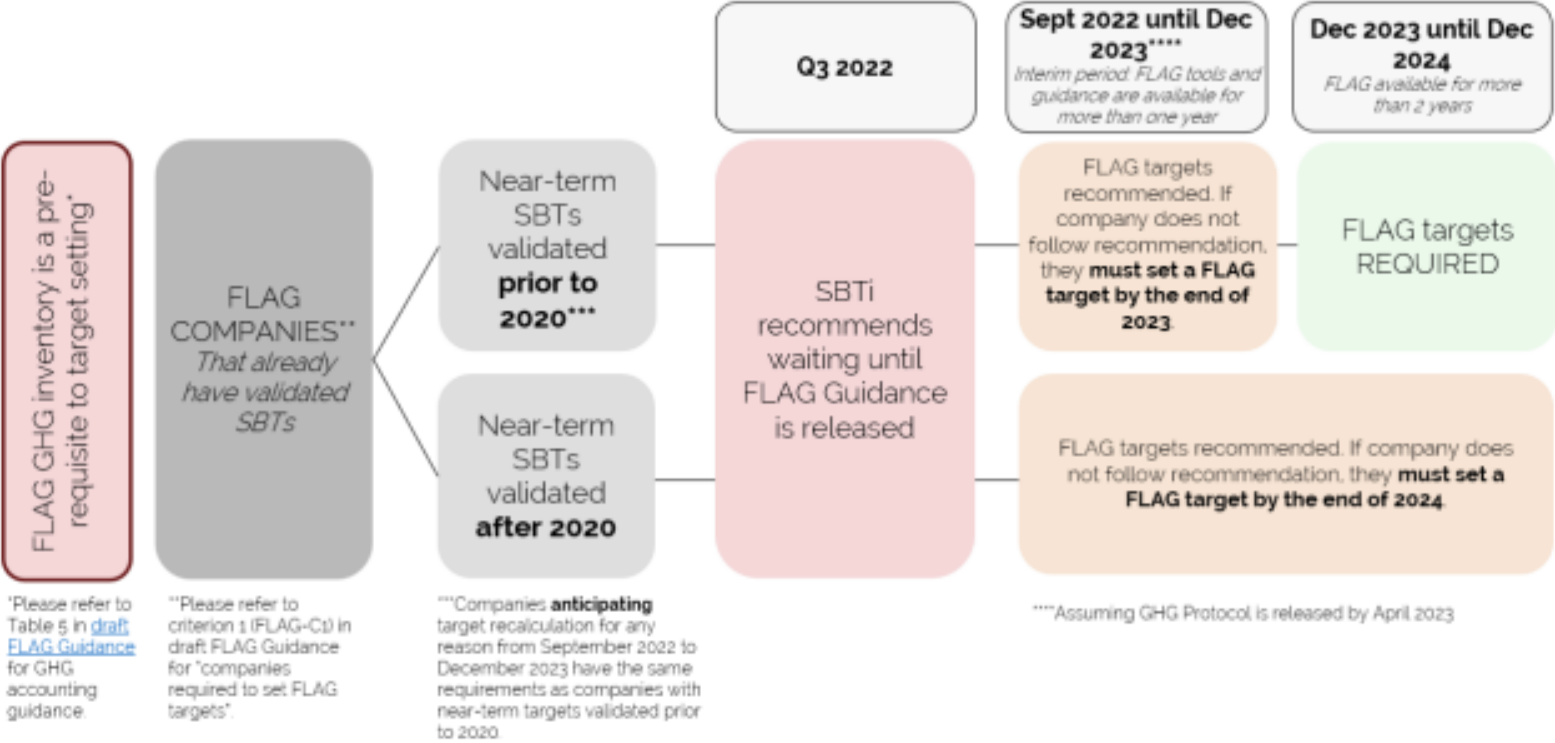 Q3 2022
Sept 2022 until Dec
2023****
Interim period: FLAG tools and
guidance are available for
more than one year
Dec 2023 until Dec
2024
FLAG available for more
than 2 years
FLAG GHG inventory is a pre-
requisite to target setting*
FLAG
COMPANIES**
That already
have validated
SBTs
Near-term
SBTs
validated
prior to
2020***
Near-term
SBTs
validated
after 2020
SBTi
recommends
waiting until
FLAG Guidance
is released
FLAG targets
recommended. If
company does not
follow recommendation,
they must set a FLAG
target by the end of
2023.
FLAG targets
REQUIRED
FLAG targets recommended. If company does
not follow recommendation, they must set a
FLAG target by the end of 2024.
*Please refer to
Table 5 in draft
FLAG Guidance
for GHG
accounting
guidance.
**Please refer to
criterion 1 (FLAG-C1) in
draft FLAG Guidance
for "companies
required to set FLAG
targets".
***Companies anticipating
target recalculation for any
reason from September 2022 to
December 2023 have the same
requirements as companies with
near-term targets validated prior
to 2020.
****Assuming GHG Protocol is released by April 2023